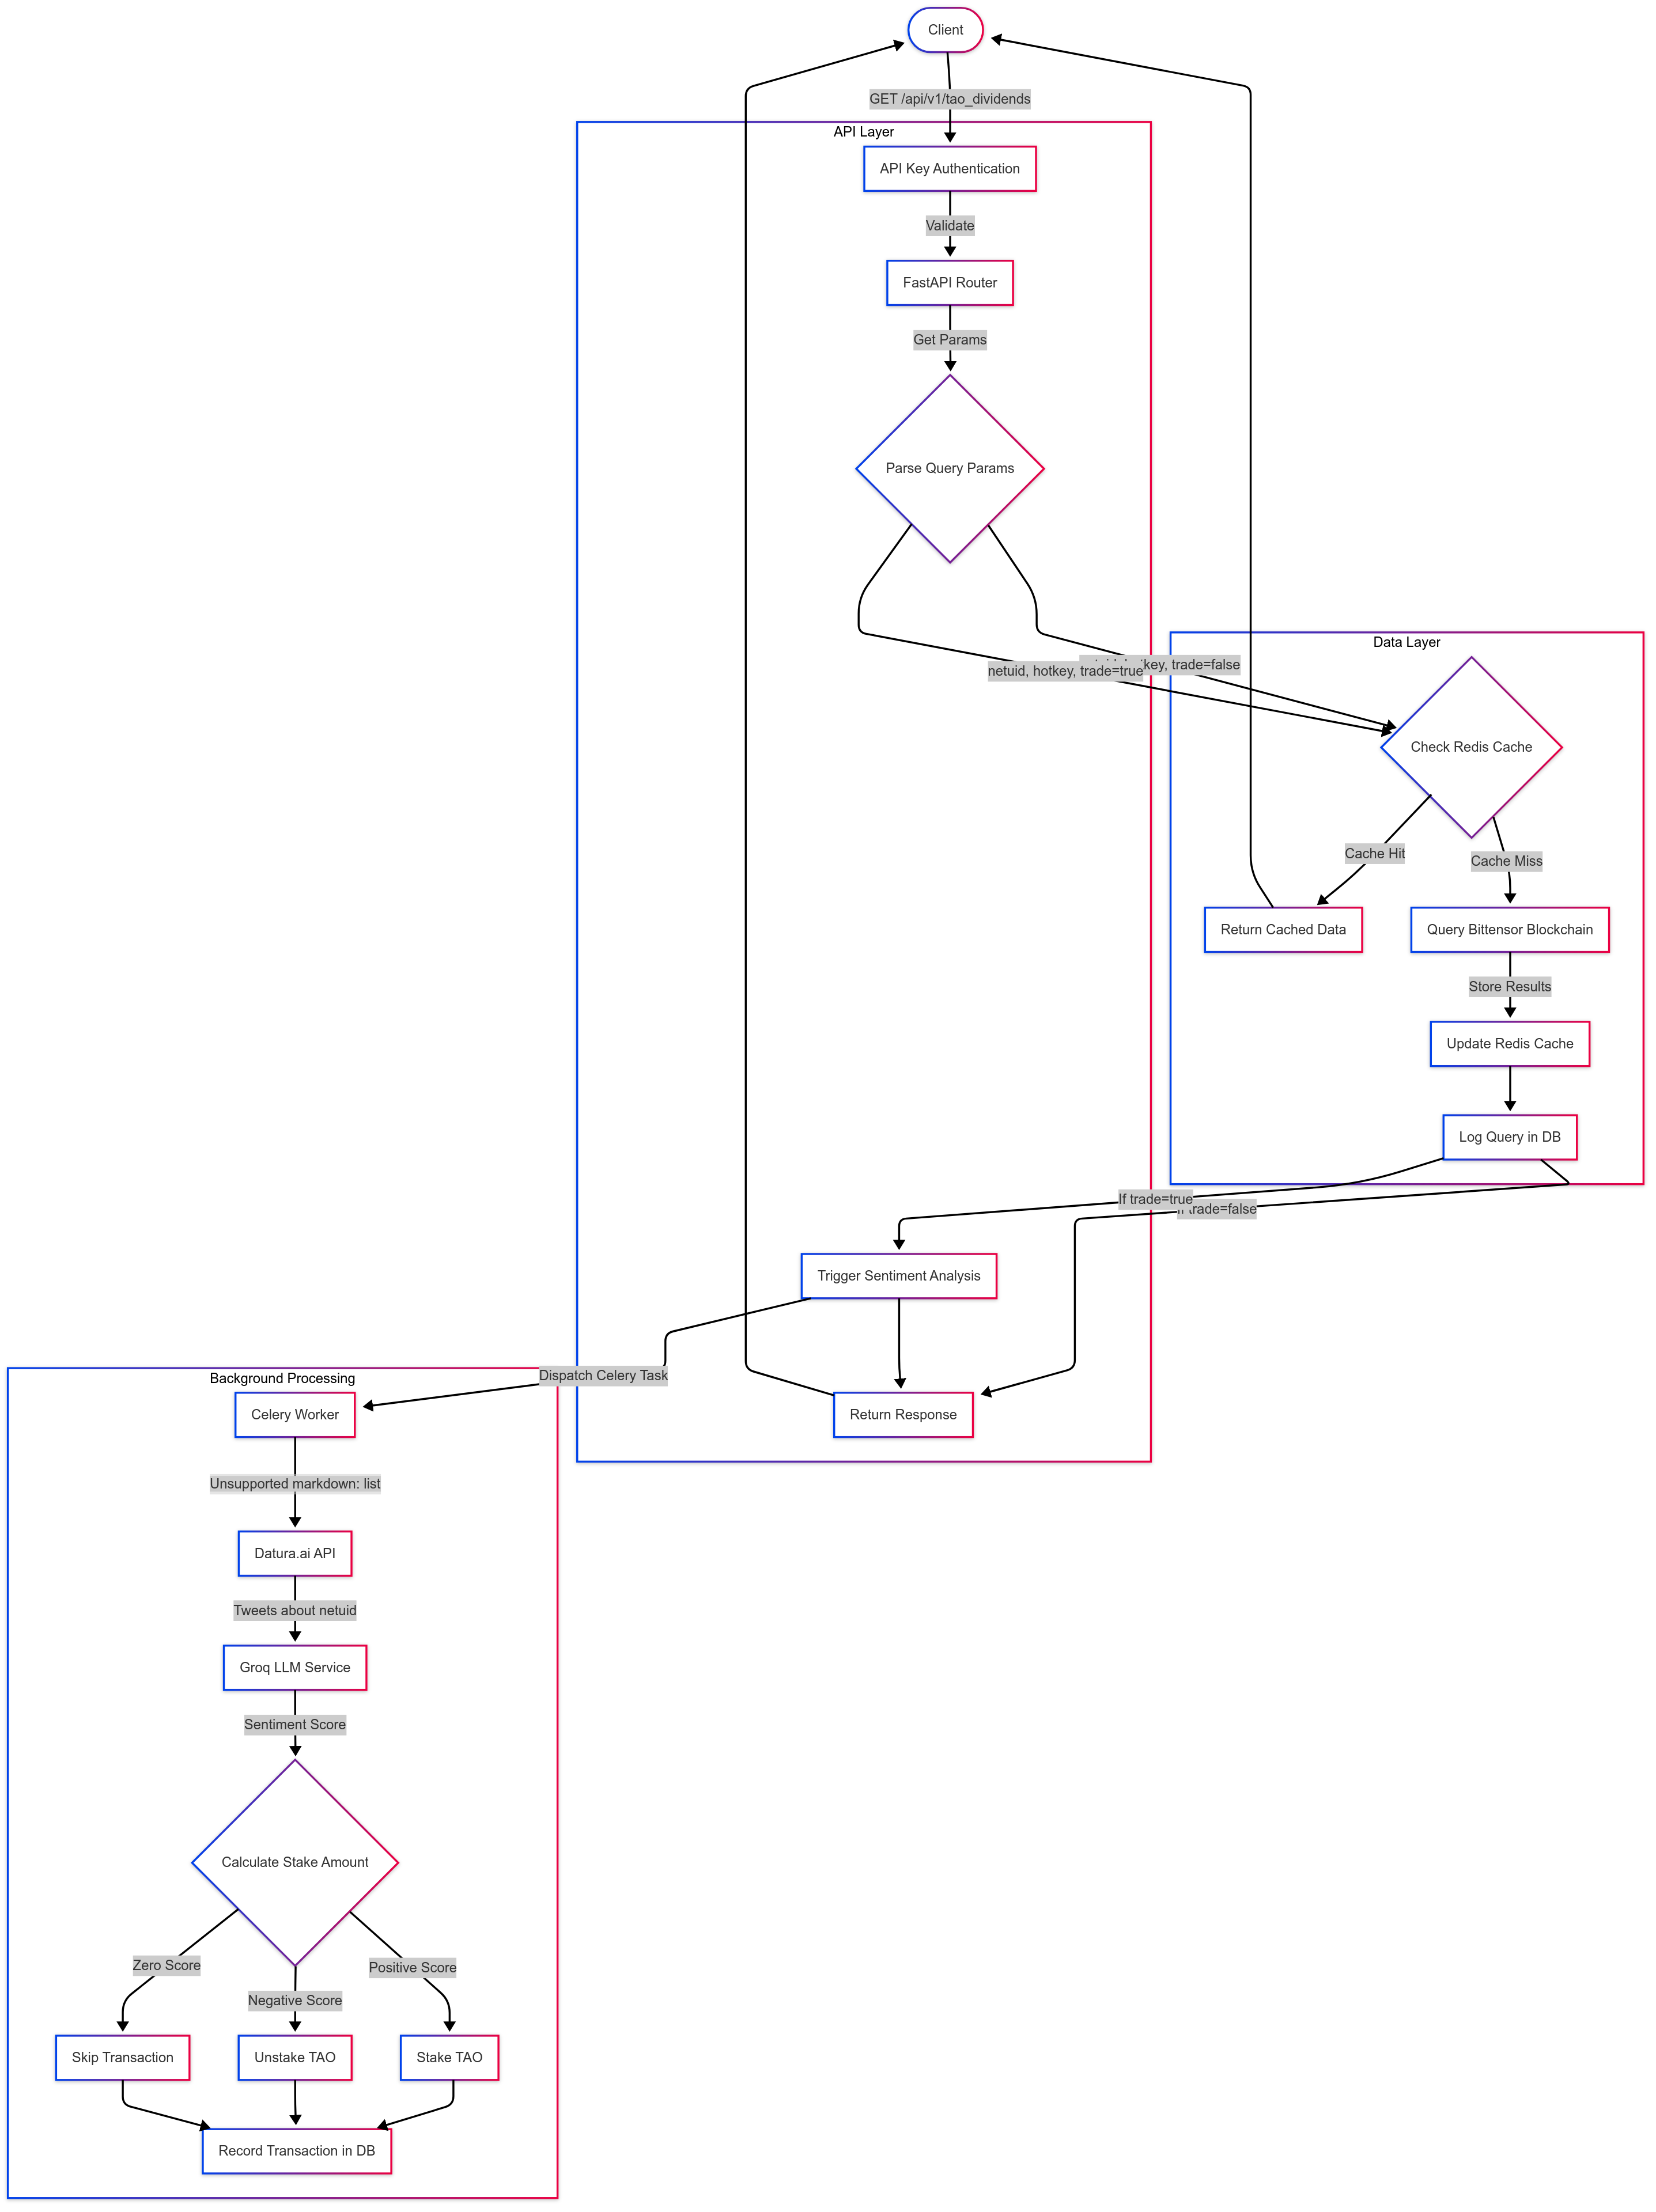 Client
GET /api/v1/tao_dividends
API Layer
API Key Authentication
Validate
FastAPI Router
Get Params
Parse Query Params
Data Layer
key, trade=false
netuid, hotkey, trade=true
Check Redis Cache
Cache Hit
Cache Miss
Return Cached Data
Query Bittensor Blockchain
Store Results
Update Redis Cache
Log Query in DB
If trade=true
trade=false
Trigger Sentiment Analysis
Dispatch Celery Task
Background Processing
Celery Worker
Return Response
Unsupported markdown: list
Datura.ai API
Tweets about netuid
Groq LLM Service
Sentiment Score
Calculate Stake Amount
Zero Score
Positive Score
Negative Score
Skip Transaction
Unstake TAO
Stake TAO
Record Transaction in DB